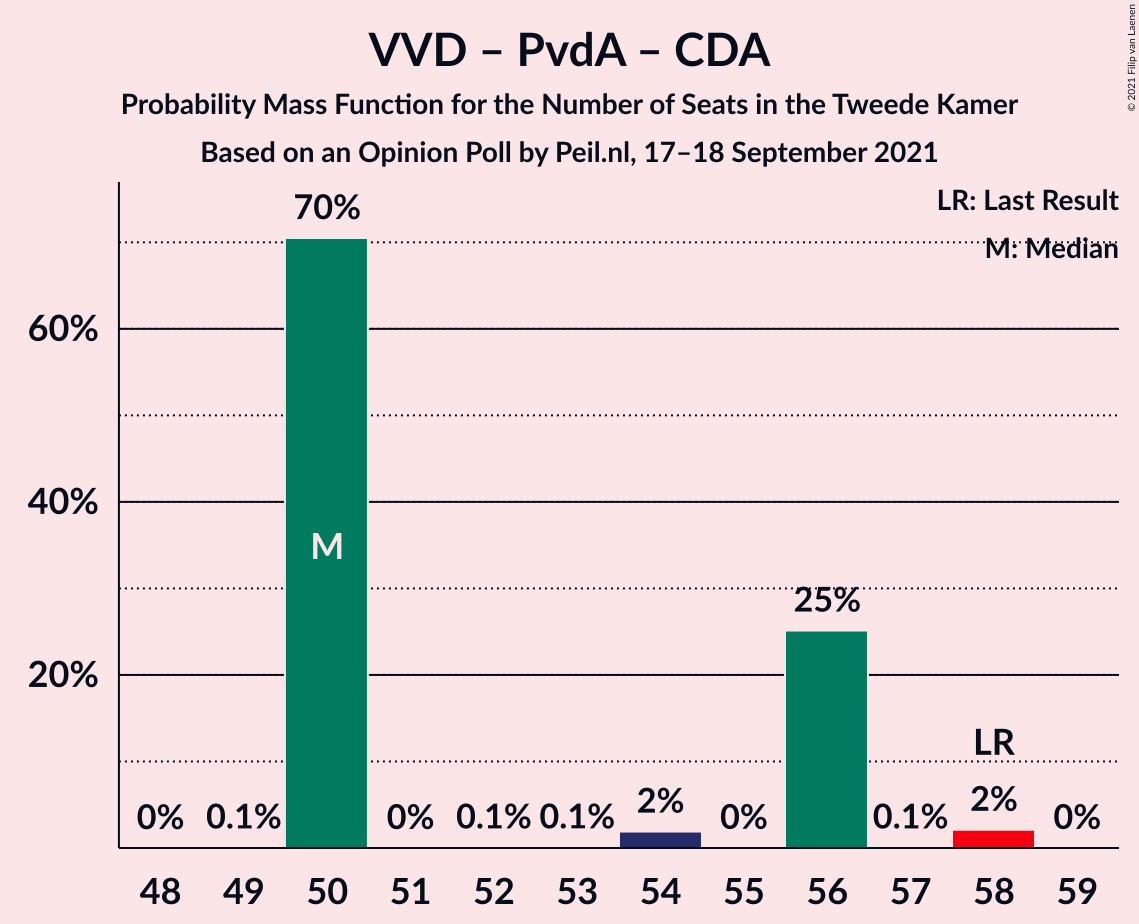 VVD – PvdA – CDA
Probability Mass Function for the Number of Seats in the Tweede Kamer
Based on an Opinion Poll by Peil.nl, 17–18 September 2021
© 2021 Filip van Laenen
LR: Last Result
M: Median
60%
40%
20%
0% 0.1% 70% 0% 0.1% 0.1% 2% 0% 25% 0.1% 2% 0%
M
LR
48 49 50 51 52 53 54 55 56 57 58 59